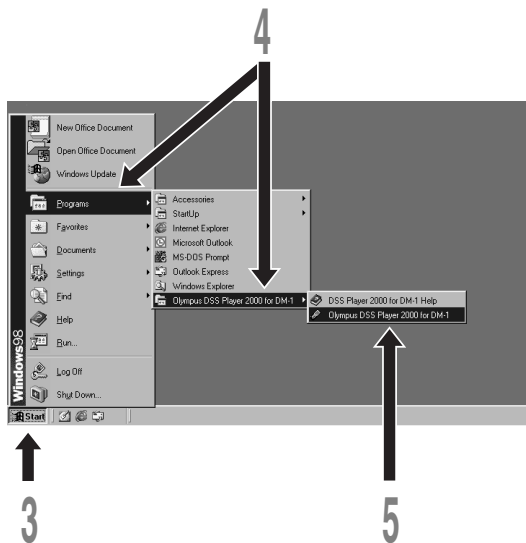 4
New Office Document
Open Office Document
Windows Update
Programs
Favorites
Documents
Settings
Find
Help
Run...
Log Off
Shut Down...
Windows98
Accessories
StartUp
Internet Explorer
Microsoft Outlook
MS-DOS Prompt
Outlook Express
Windows Explorer
Olympus DSS Player 2000 for DM-1
DSS Player 2000 for DM-1 Help
Olympus DSS Player 2000 for DM-1
Start
3
5